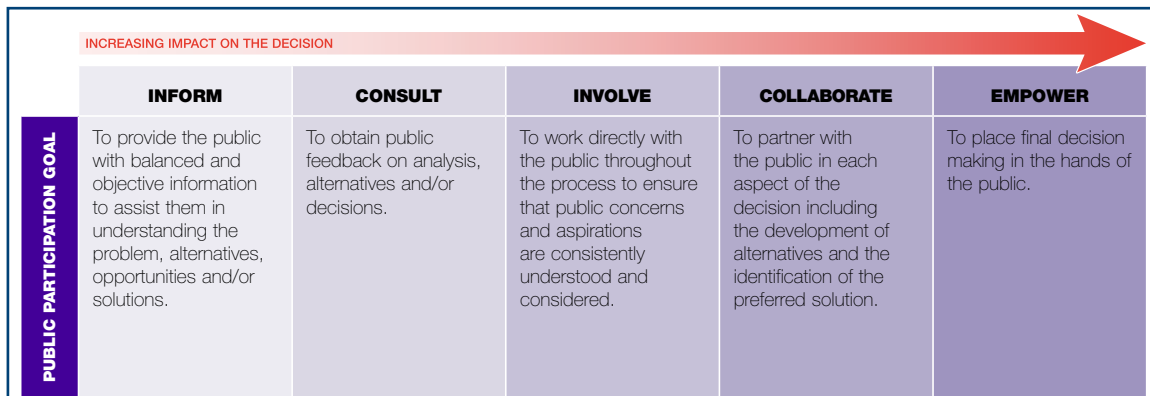 INCREASING IMPACT ON THE DECISION
INFORM
CONSULT
INVOLVE
COLLABORATE
EMPOWER
PUBLIC PARTICIPATION GOAL
To provide the public
with balanced and
objective information
to assist them in
understanding the
problem, alternatives,
opportunities and/or
solutions.
To obtain public
feedback on analysis,
alternatives and/or
decisions.
To work directly with
the public throughout
the process to ensure
that public concerns
and aspirations
are consistently
understood and
considered.
To partner with
the public in each
aspect of the
decision including
the development of
alternatives and the
identification of the
preferred solution.
To place final decision
making in the hands of
the public.